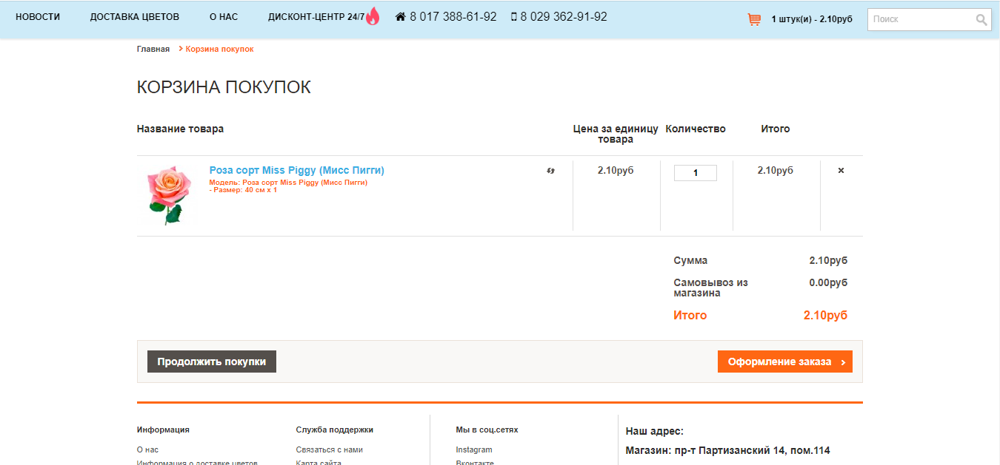 НОВОСТИ ДОСТАВКА ЦВЕТОВ О НАС ДИСКОНТ-ЦЕНТР 24/7 8 017 388-61-92 8 029 362-91-92 1 штук(и) - 2.10руб Поиск
Главная > Корзина покупок
КОРЗИНА ПОКУПОК
Название товара Цена за единицу товара Количество Итого
Роза сорт Miss Piggy (Мисс Пигги) 2.10руб 1 2.10руб ×
Модель: Роза сорт Miss Piggy (Мисс Пигги)
- Размер: 40 см x 1
Сумма 2.10руб
Самовывоз из магазина 0.00руб
Итого 2.10руб
Продолжить покупки Оформление заказа >
Информация Служба поддержки Мы в соц.сетях Наш адрес:
О нас Связаться с нами Instagram Магазин: пр-т Партизанский 14, пом.114
Информация о доставке цветов Карта сайта Вконтакте